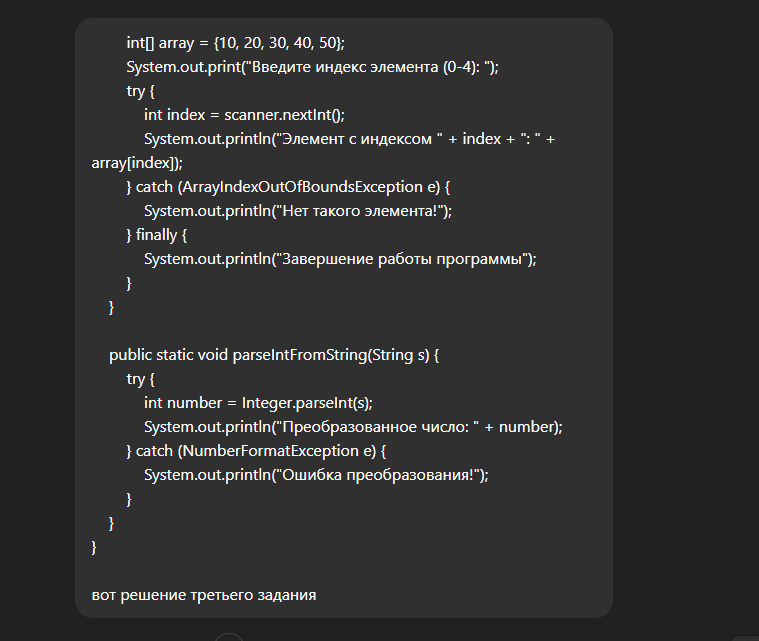 int[] array = {10, 20, 30, 40, 50};
System.out.print("Введите индекс элемента (0-4): ");
try {
int index = scanner.nextInt();
System.out.println("Элемент с индексом " + index + ": " +
array[index]);
} catch (ArrayIndexOutOfBoundsException e) {
System.out.println("Нет такого элемента!");
} finally {
System.out.println("Завершение работы программы");
}
}
public static void parseIntFromString(String s) {
try {
int number = Integer.parseInt(s);
System.out.println("Преобразованное число: " + number);
} catch (NumberFormatException e) {
System.out.println("Ошибка преобразования!");
}
}
}
вот решение третьего задания